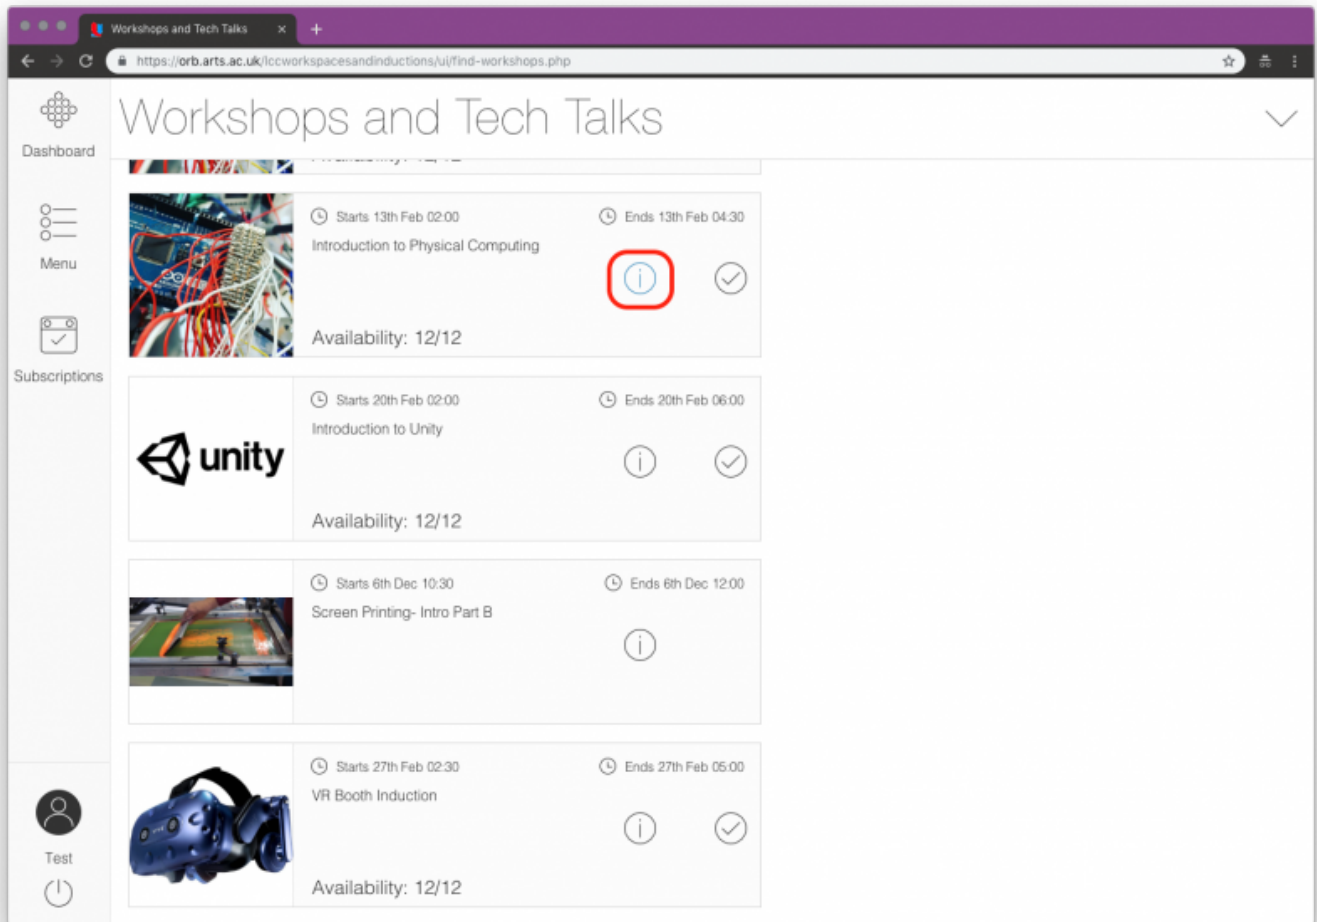 Workshops and Tech Talks
https://orb.arts.ac.uk/lccworkspacesandinductions/ui/find-workshops.php
Dashboard
Menu
Subscriptions
Test
Workshops and Tech Talks
Starts 13th Feb 02:00
Ends 13th Feb 04:30
Introduction to Physical Computing
Availability: 12/12
unity
Starts 20th Feb 02:00
Ends 20th Feb 06:00
Introduction to Unity
Availability: 12/12
Starts 6th Dec 10:30
Ends 6th Dec 12:00
Screen Printing- Intro Part B
Starts 27th Feb 02:30
Ends 27th Feb 05:00
VR Booth Induction
Availability: 12/12